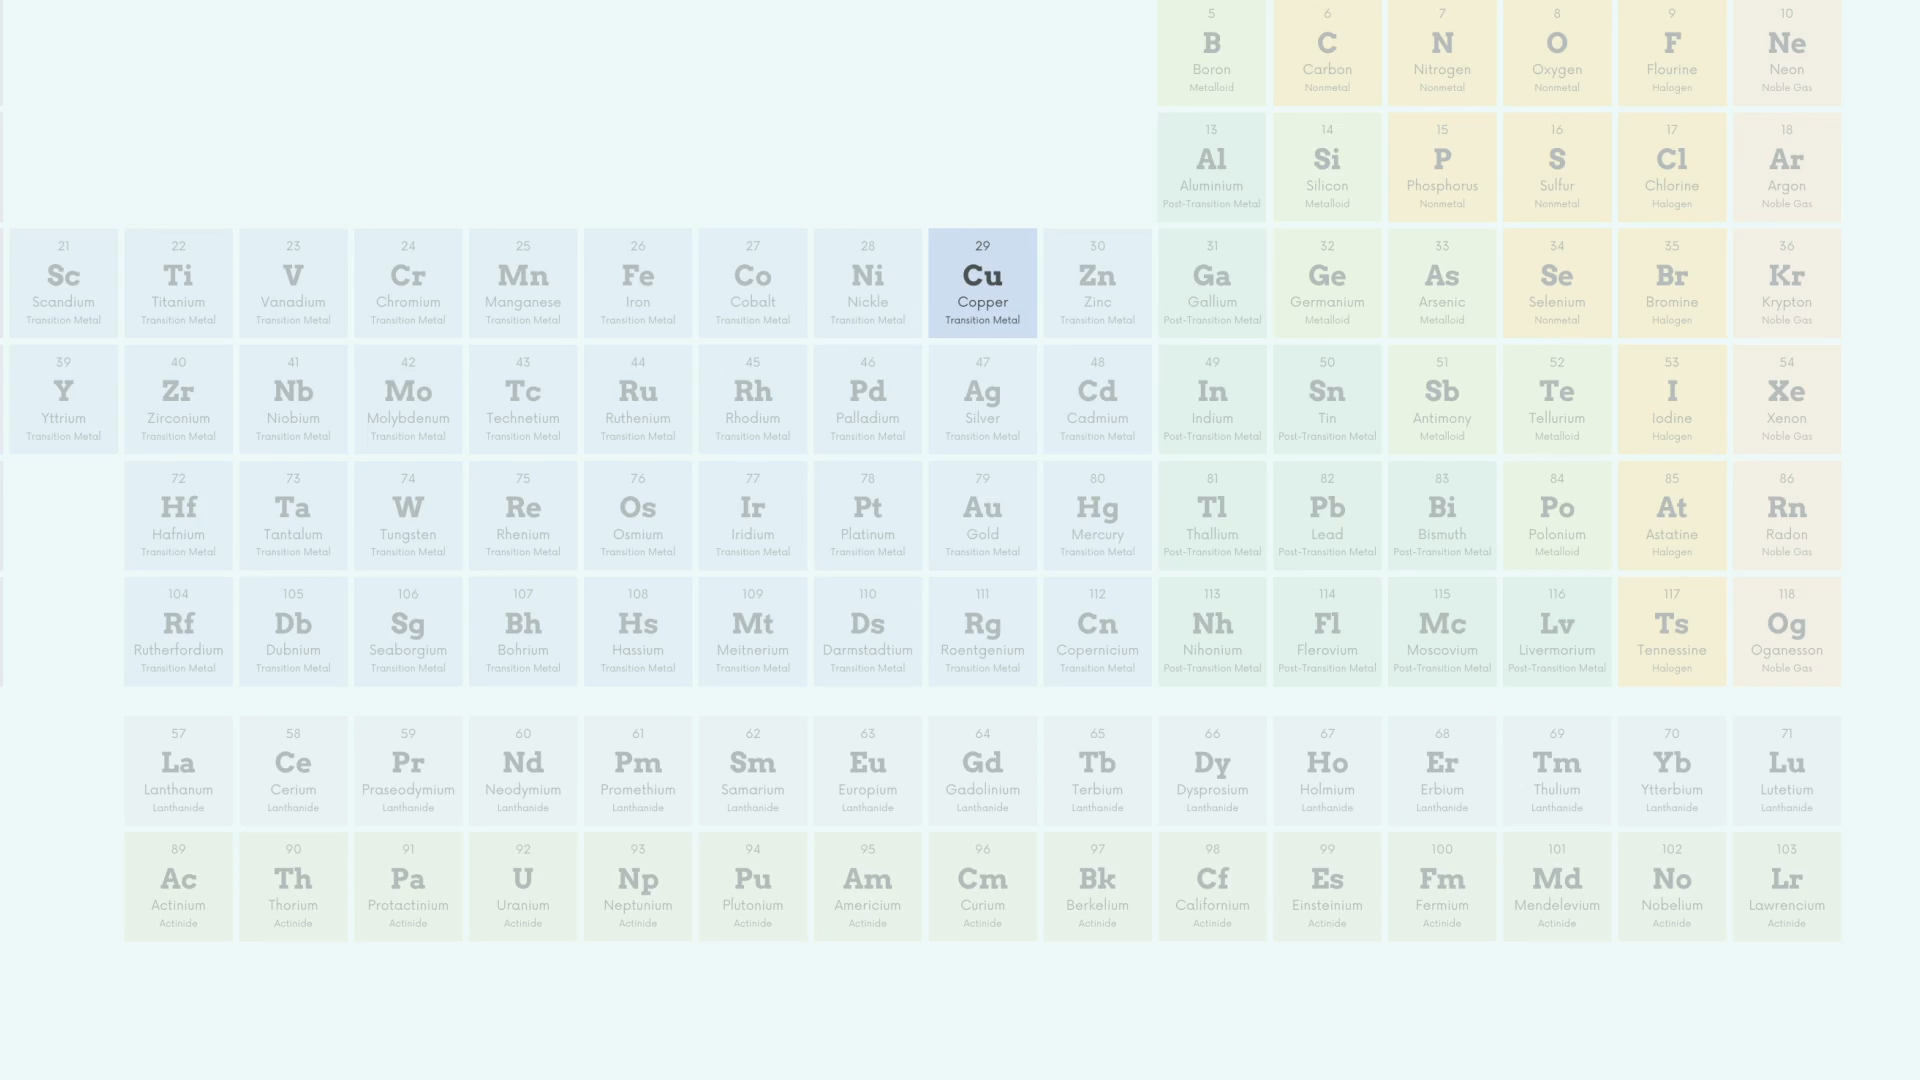 5 6 7 8 9 10
B C N O F Ne
Boron Carbon Nitrogen Oxygen Flourine Neon
Metalloid Nonmetal Nonmetal Nonmetal Halogen Noble Gas
13 14 15 16 17 18
Al Si P S Cl Ar
Aluminium Silicon Phosphorus Sulfur Chlorine Argon
Post-Transition Metal Metalloid Nonmetal Nonmetal Halogen Noble Gas
21 22 23 24 25 26 27 28 29 30 31 32 33 34 35 36
Sc Ti V Cr Mn Fe Co Ni Cu Zn Ga Ge As Se Br Kr
Scandium Titanium Vanadium Chromium Manganese Iron Cobalt Nickle Copper Zinc Gallium Germanium Arsenic Selenium Bromine Krypton
Transition Metal Transition Metal Transition Metal Transition Metal Transition Metal Transition Metal Transition Metal Transition Metal Transition Metal Transition Metal Post-Transition Metal Metalloid Metalloid Nonmetal Halogen Noble Gas
39 40 41 42 43 44 45 46 47 48 49 50 51 52 53 54
Y Zr Nb Mo Tc Ru Rh Pd Ag Cd In Sn Sb Te I Xe
Yttrium Zirconium Niobium Molybdenum Technetium Ruthenium Rhodium Palladium Silver Cadmium Indium Tin Antimony Tellurium Iodine Xenon
Transition Metal Transition Metal Transition Metal Transition Metal Transition Metal Transition Metal Transition Metal Transition Metal Transition Metal Transition Metal Post-Transition Metal Post-Transition Metal Metalloid Metalloid Halogen Noble Gas
72 73 74 75 76 77 78 79 80 81 82 83 84 85 86
Hf Ta W Re Os Ir Pt Au Hg Tl Pb Bi Po At Rn
Hafnium Tantalum Tungsten Rhenium Osmium Iridium Platinum Gold Mercury Thallium Lead Bismuth Polonium Astatine Radon
Transition Metal Transition Metal Transition Metal Transition Metal Transition Metal Transition Metal Transition Metal Transition Metal Transition Metal Post-Transition Metal Post-Transition Metal Post-Transition Metal Metalloid Halogen Noble Gas
104 105 106 107 108 109 110 111 112 113 114 115 116 117 118
Rf Db Sg Bh Hs Mt Ds Rg Cn Nh Fl Mc Lv Ts Og
Rutherfordium Dubnium Seaborgium Bohrium Hassium Meitnerium Darmstadtium Roentgenium Copernicium Nihonium Flerovium Moscovium Livermorium Tennessine Oganesson
Transition Metal Transition Metal Transition Metal Transition Metal Transition Metal Transition Metal Transition Metal Transition Metal Transition Metal Post-Transition Metal Post-Transition Metal Post-Transition Metal Post-Transition Metal Halogen Noble Gas
57 58 59 60 61 62 63 64 65 66 67 68 69 70 71
La Ce Pr Nd Pm Sm Eu Gd Tb Dy Ho Er Tm Yb Lu
Lanthanum Cerium Praseodymium Neodymium Promethium Samarium Europium Gadolinium Terbium Dysprosium Holmium Erbium Thulium Ytterbium Lutetium
Lanthanide Lanthanide Lanthanide Lanthanide Lanthanide Lanthanide Lanthanide Lanthanide Lanthanide Lanthanide Lanthanide Lanthanide Lanthanide Lanthanide Lanthanide
89 90 91 92 93 94 95 96 97 98 99 100 101 102 103
Ac Th Pa U Np Pu Am Cm Bk Cf Es Fm Md No Lr
Actinium Thorium Protactinium Uranium Neptunium Plutonium Americium Curium Berkelium Californium Einsteinium Fermium Mendelevium Nobelium Lawrencium
Actinide Actinide Actinide Actinide Actinide Actinide Actinide Actinide Actinide Actinide Actinide Actinide Actinide Actinide Actinide